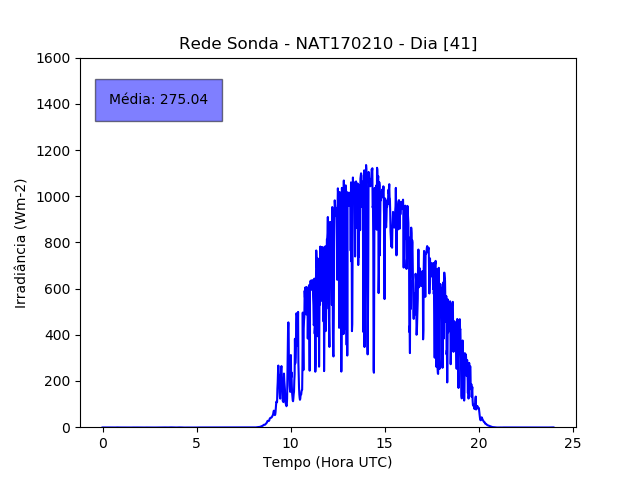 Rede Sonda - NAT170210 - Dia [41]
1600
1400
1200
1000
800
600
400
200
0
Irradiância (Wm-2)
Média: 275.04
0 5 10 15 20 25
Tempo (Hora UTC)